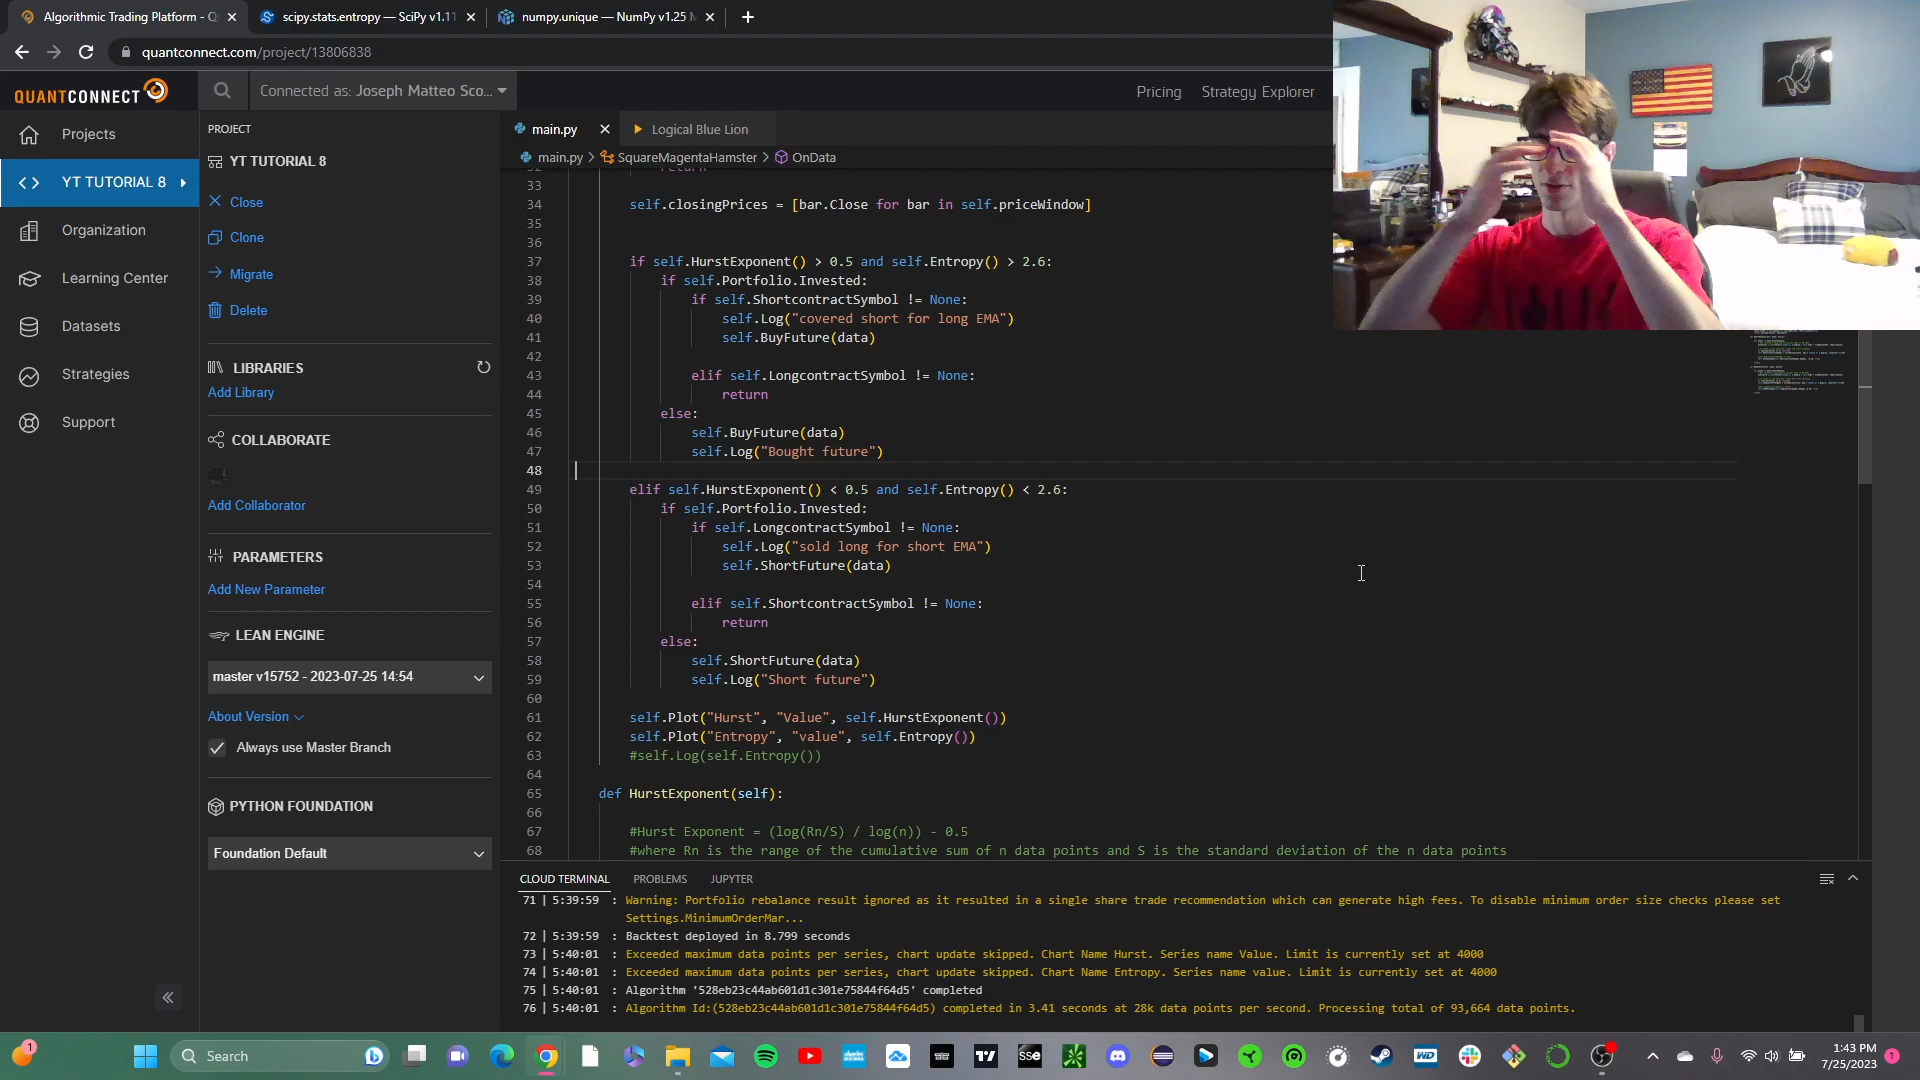 Algorithmic Trading Platform - Q
scipy.stats.entropy — SciPy v1.11
numpy.unique — NumPy v1.25 M
quantconnect.com/project/13806838
QUANTCONNECT
Connected as: Joseph Matteo Sco...
Pricing
Strategy Explorer
Projects
YT TUTORIAL 8
Organization
Learning Center
Datasets
Strategies
Support
PROJECT
YT TUTORIAL 8
Close
Clone
Migrate
Delete
LIBRARIES
Add Library
COLLABORATE
Add Collaborator
PARAMETERS
Add New Parameter
LEAN ENGINE
master v15752 - 2023-07-25 14:54
About Version
Always use Master Branch
PYTHON FOUNDATION
Foundation Default
main.py
Logical Blue Lion
main.py > SquareMagentaHamster > OnData
32 return
33
34 self.closingPrices = [bar.Close for bar in self.priceWindow]
35
36
37 if self.HurstExponent() > 0.5 and self.Entropy() > 2.6:
38 if self.Portfolio.Invested:
39 if self.ShortcontractSymbol != None:
40 self.Log("covered short for long EMA")
41 self.BuyFuture(data)
42
43 elif self.LongcontractSymbol != None:
44 return
45 else:
46 self.BuyFuture(data)
47 self.Log("Bought future")
48
49 elif self.HurstExponent() < 0.5 and self.Entropy() < 2.6:
50 if self.Portfolio.Invested:
51 if self.LongcontractSymbol != None:
52 self.Log("sold long for short EMA")
53 self.ShortFuture(data)
54
55 elif self.ShortcontractSymbol != None:
56 return
57 else:
58 self.ShortFuture(data)
59 self.Log("Short future")
60
61 self.Plot("Hurst", "Value", self.HurstExponent())
62 self.Plot("Entropy", "value", self.Entropy())
63 #self.Log(self.Entropy())
64
65 def HurstExponent(self):
66
67 #Hurst Exponent = (log(Rn/S) / log(n)) - 0.5
68 #where Rn is the range of the cumulative sum of n data points and S is the standard deviation of the n data points
CLOUD TERMINAL PROBLEMS JUPYTER
71 | 5:39:59 : Warning: Portfolio rebalance result ignored as it resulted in a single share trade recommendation which can generate high fees. To disable minimum order size checks please set
Settings.MinimumOrderMar...
72 | 5:39:59 : Backtest deployed in 8.799 seconds
73 | 5:40:01 : Exceeded maximum data points per series, chart update skipped. Chart Name Hurst. Series name Value. Limit is currently set at 4000
74 | 5:40:01 : Exceeded maximum data points per series, chart update skipped. Chart Name Entropy. Series name value. Limit is currently set at 4000
75 | 5:40:01 : Algorithm '528eb23c44ab601d1c301e75844f64d5' completed
76 | 5:40:01 : Algorithm Id:(528eb23c44ab601d1c301e75844f64d5) completed in 3.41 seconds at 28k data points per second. Processing total of 93,664 data points.
1
Search
SSe
WD
1:43 PM
7/25/2023
1